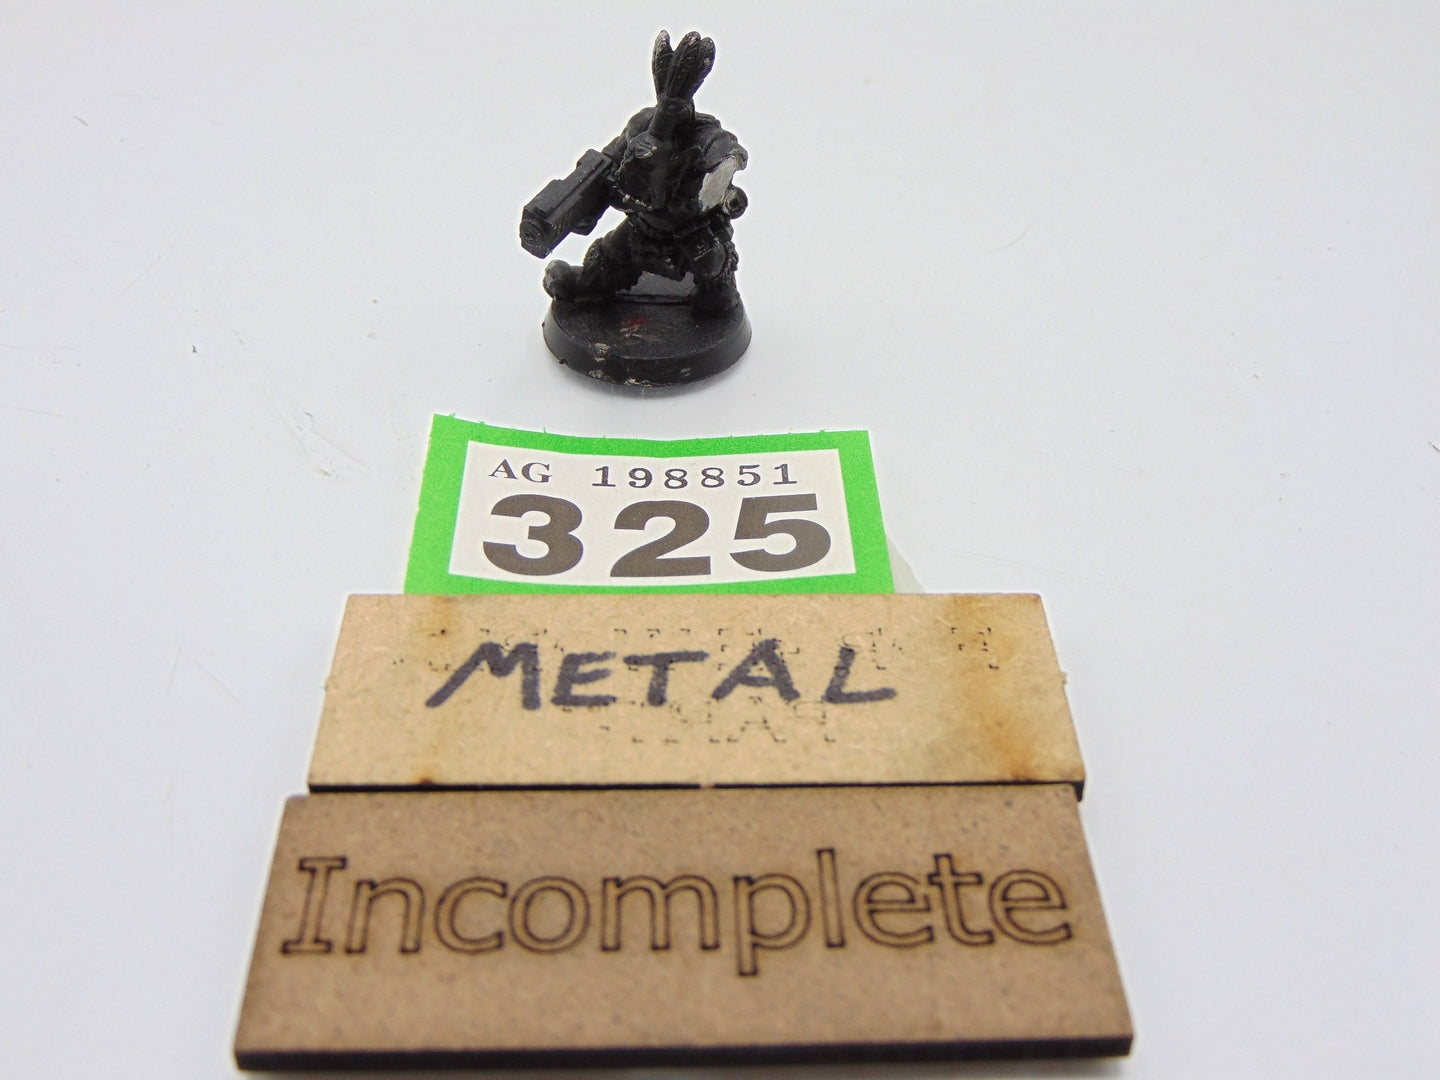 AG 198851
325
METAL
Incomplete